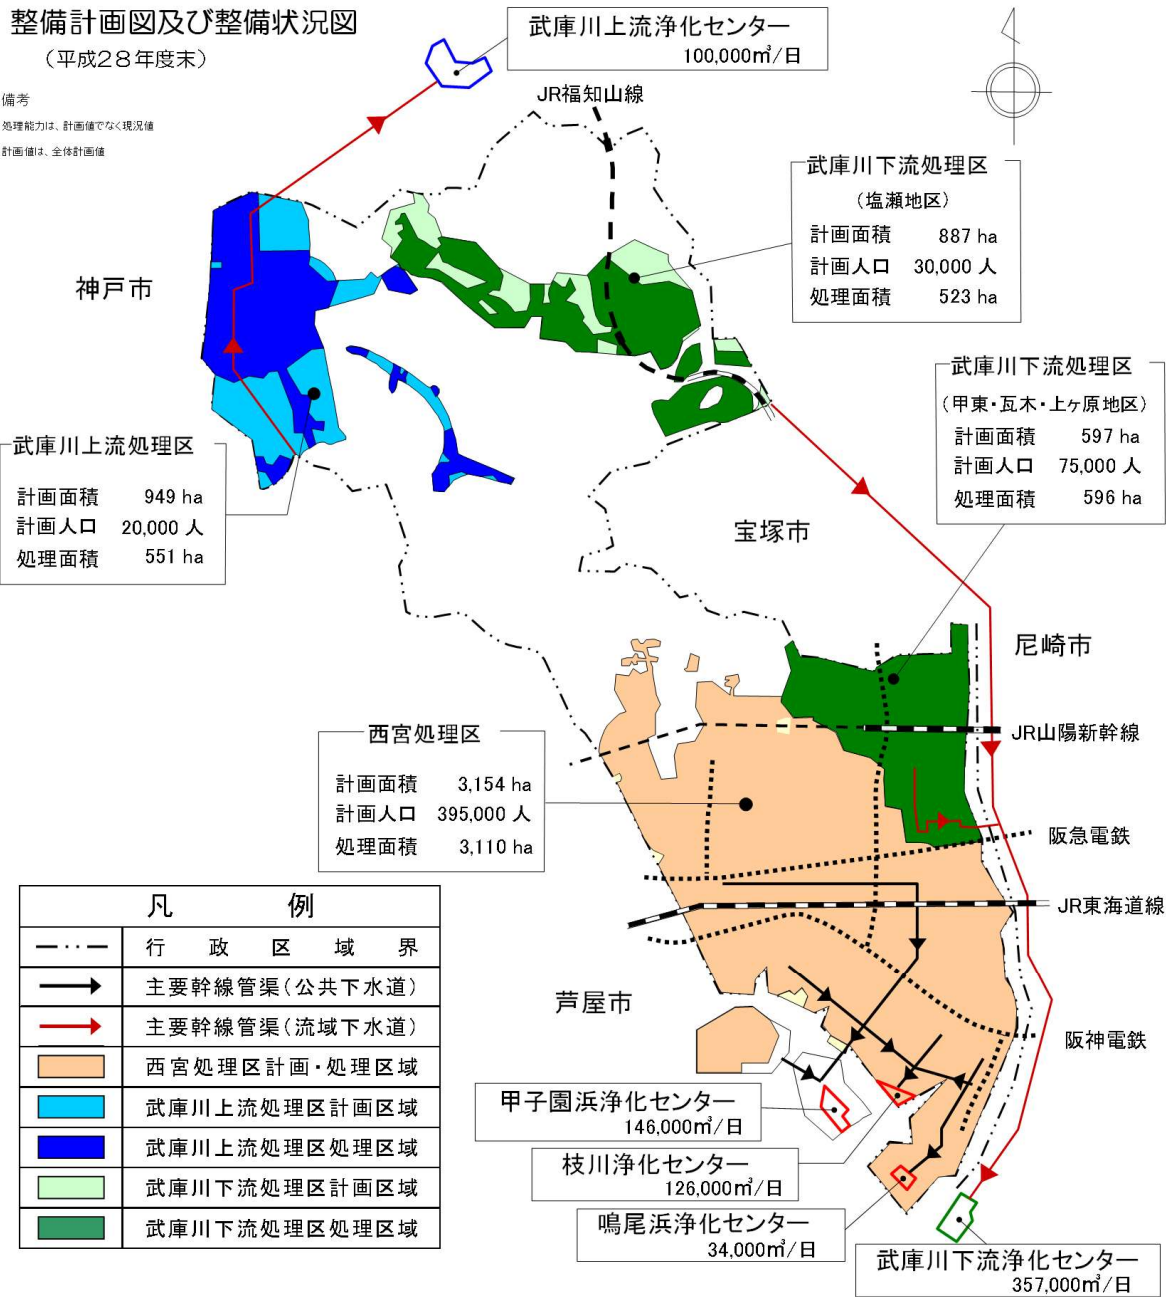 整備計画図及び整備状況図
（平成２８年度末）
備考
処理能力は、計画値でなく現況値
計画値は、全体計画値
武庫川上流浄化センター
100,000㎥/日
JR福知山線
武庫川下流処理区
（塩瀬地区）
計画面積 887 ha
計画人口 30,000 人
処理面積 523 ha
神戸市
武庫川下流処理区
（甲東・瓦木・上ヶ原地区）
計画面積 597 ha
計画人口 75,000 人
処理面積 596 ha
武庫川上流処理区
計画面積 949 ha
計画人口 20,000 人
処理面積 551 ha
宝塚市
尼崎市
西宮処理区
計画面積 3,154 ha
計画人口 395,000 人
処理面積 3,110 ha
JR山陽新幹線
阪急電鉄
JR東海道線
阪神電鉄
芦屋市
凡例
行政区域界
主要幹線管渠（公共下水道）
主要幹線管渠（流域下水道）
西宮処理区計画・処理区域
武庫川上流処理区計画区域
武庫川上流処理区処理区域
武庫川下流処理区計画区域
武庫川下流処理区処理区域
甲子園浜浄化センター
146,000㎥/日
枝川浄化センター
126,000㎥/日
鳴尾浜浄化センター
34,000㎥/日
武庫川下流浄化センター
357,000㎥/日